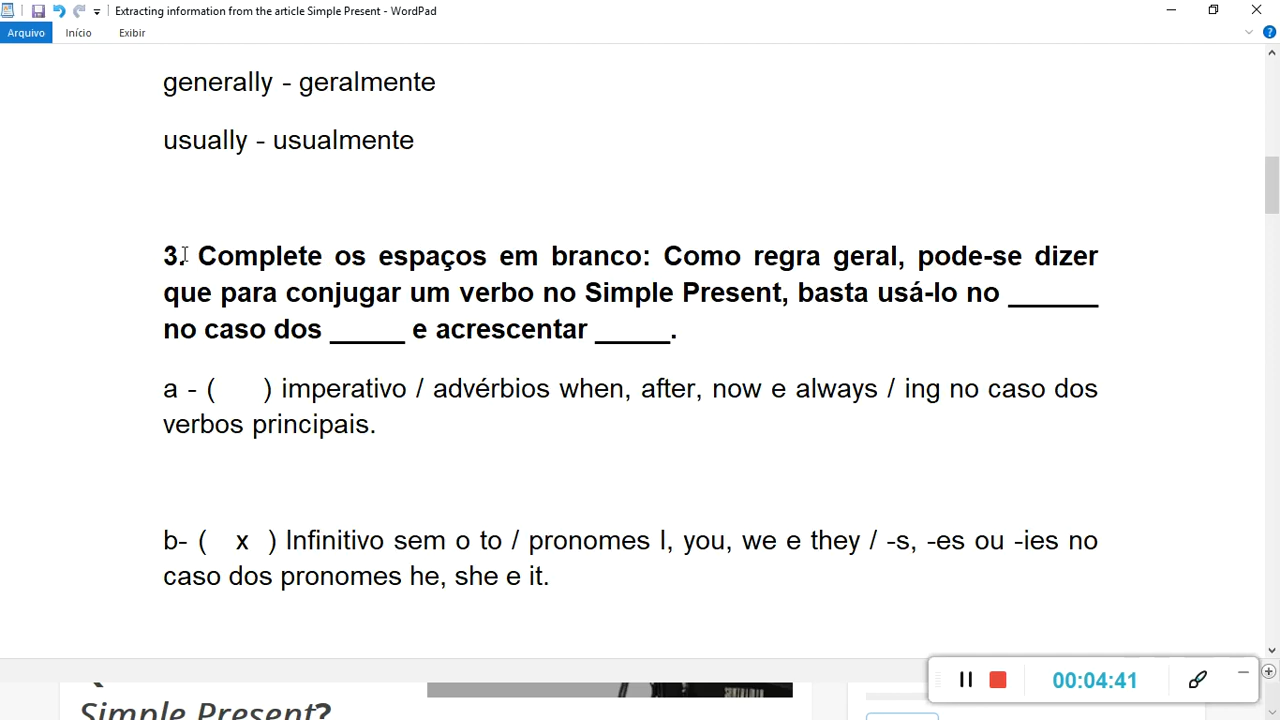 Extracting information from the article Simple Present - WordPad
Arquivo Início Exibir
generally - geralmente
usually - usualmente
3. Complete os espaços em branco: Como regra geral, pode-se dizer
que para conjugar um verbo no Simple Present, basta usá-lo no ______
no caso dos _____ e acrescentar _____.
a - ( ) imperativo / advérbios when, after, now e always / ing no caso dos
verbos principais.
b- ( x ) Infinitivo sem o to / pronomes I, you, we e they / -s, -es ou -ies no
caso dos pronomes he, she e it.
00:04:41
Simple Present?